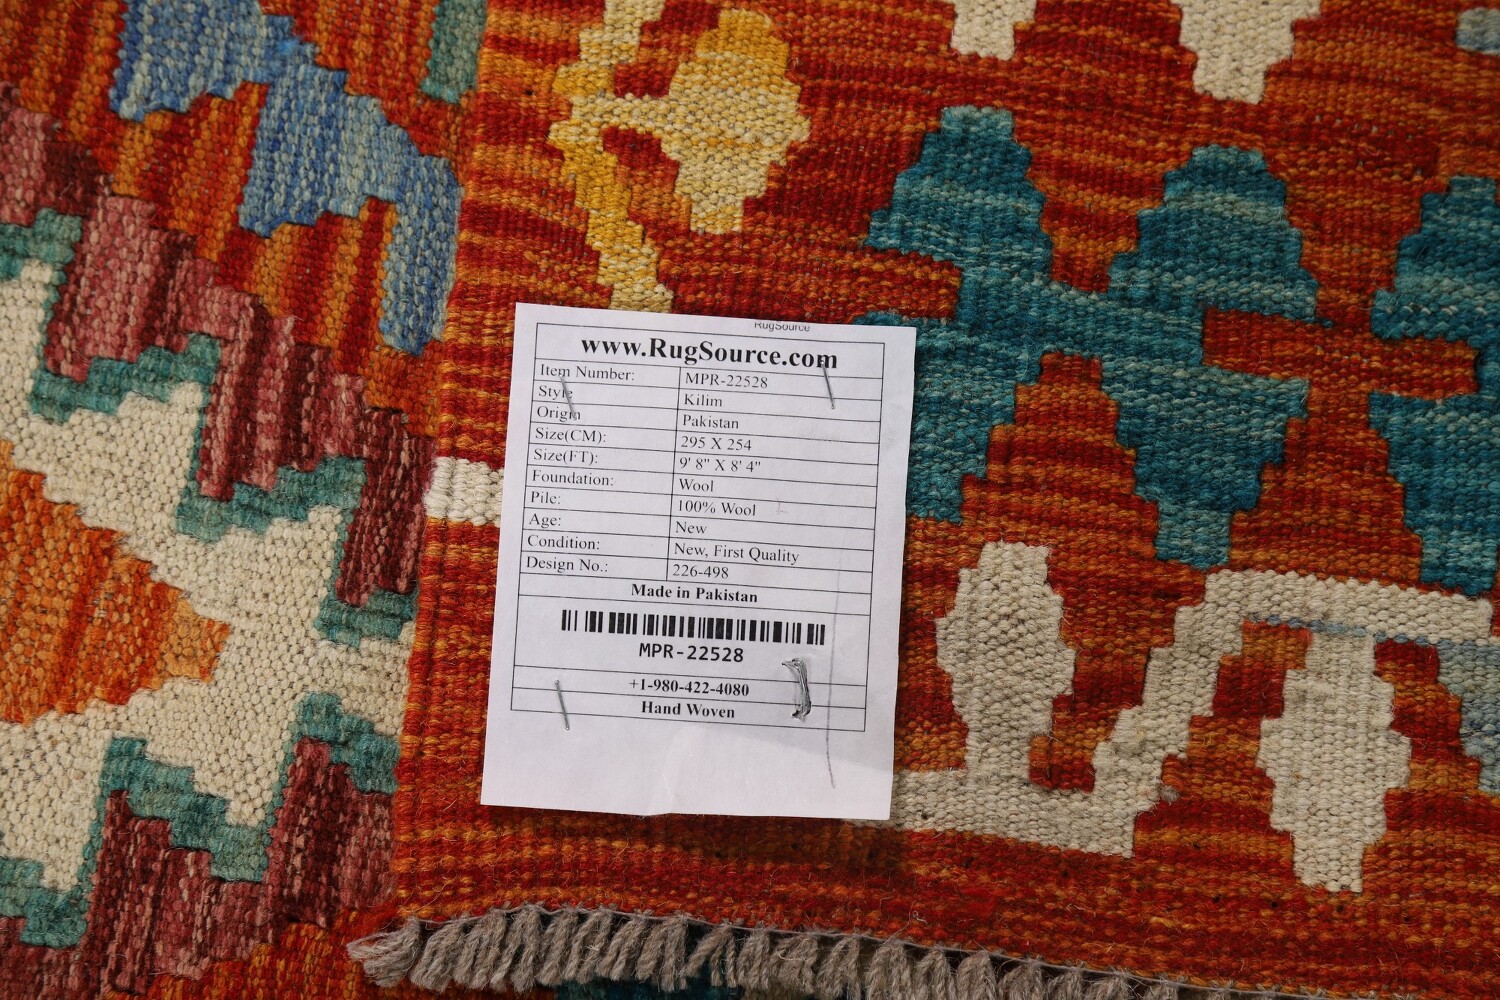 RugSource
www.RugSource.com
Item Number: MPR-22528
Style Kilim
Origin Pakistan
Size(CM): 295 X 254
Size(FT): 9' 8" X 8' 4"
Foundation: Wool
Pile: 100% Wool
Age: New
Condition: New, First Quality
Design No.: 226-498
Made in Pakistan
MPR-22528
+1-980-422-4080
Hand Woven